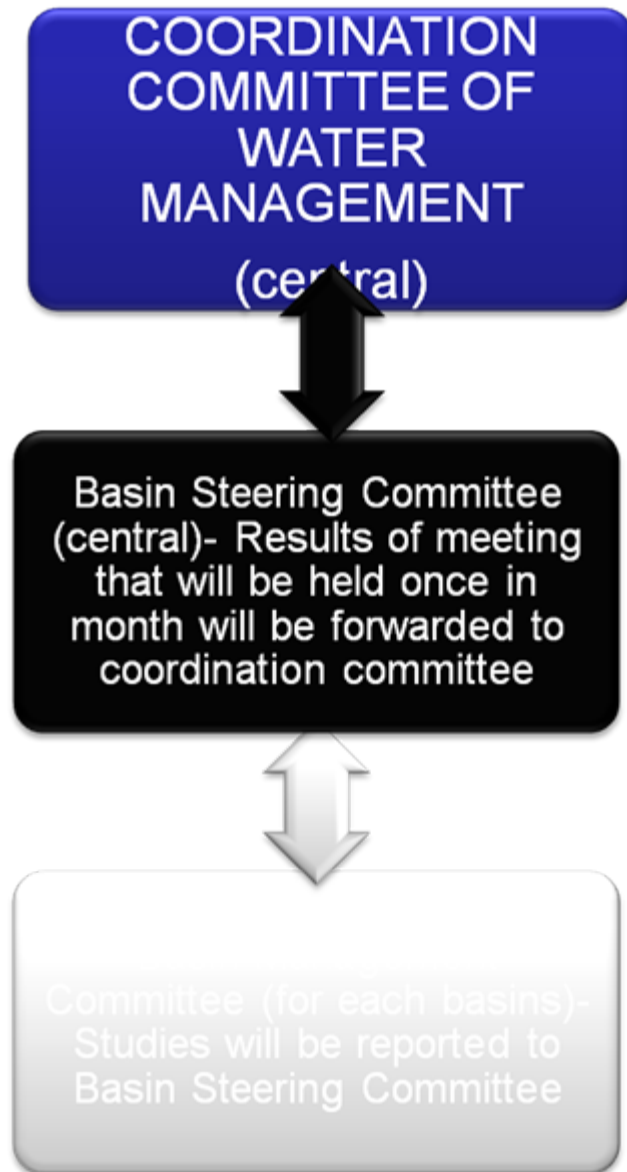 COORDINATION
COMMITTEE OF
WATER
MANAGEMENT
(central)
Basin Steering Committee
(central)- Results of meeting
that will be held once in
month will be forwarded to
coordination committee
Committee (for each basins)-
Studies will be reported to
Basin Steering Committee